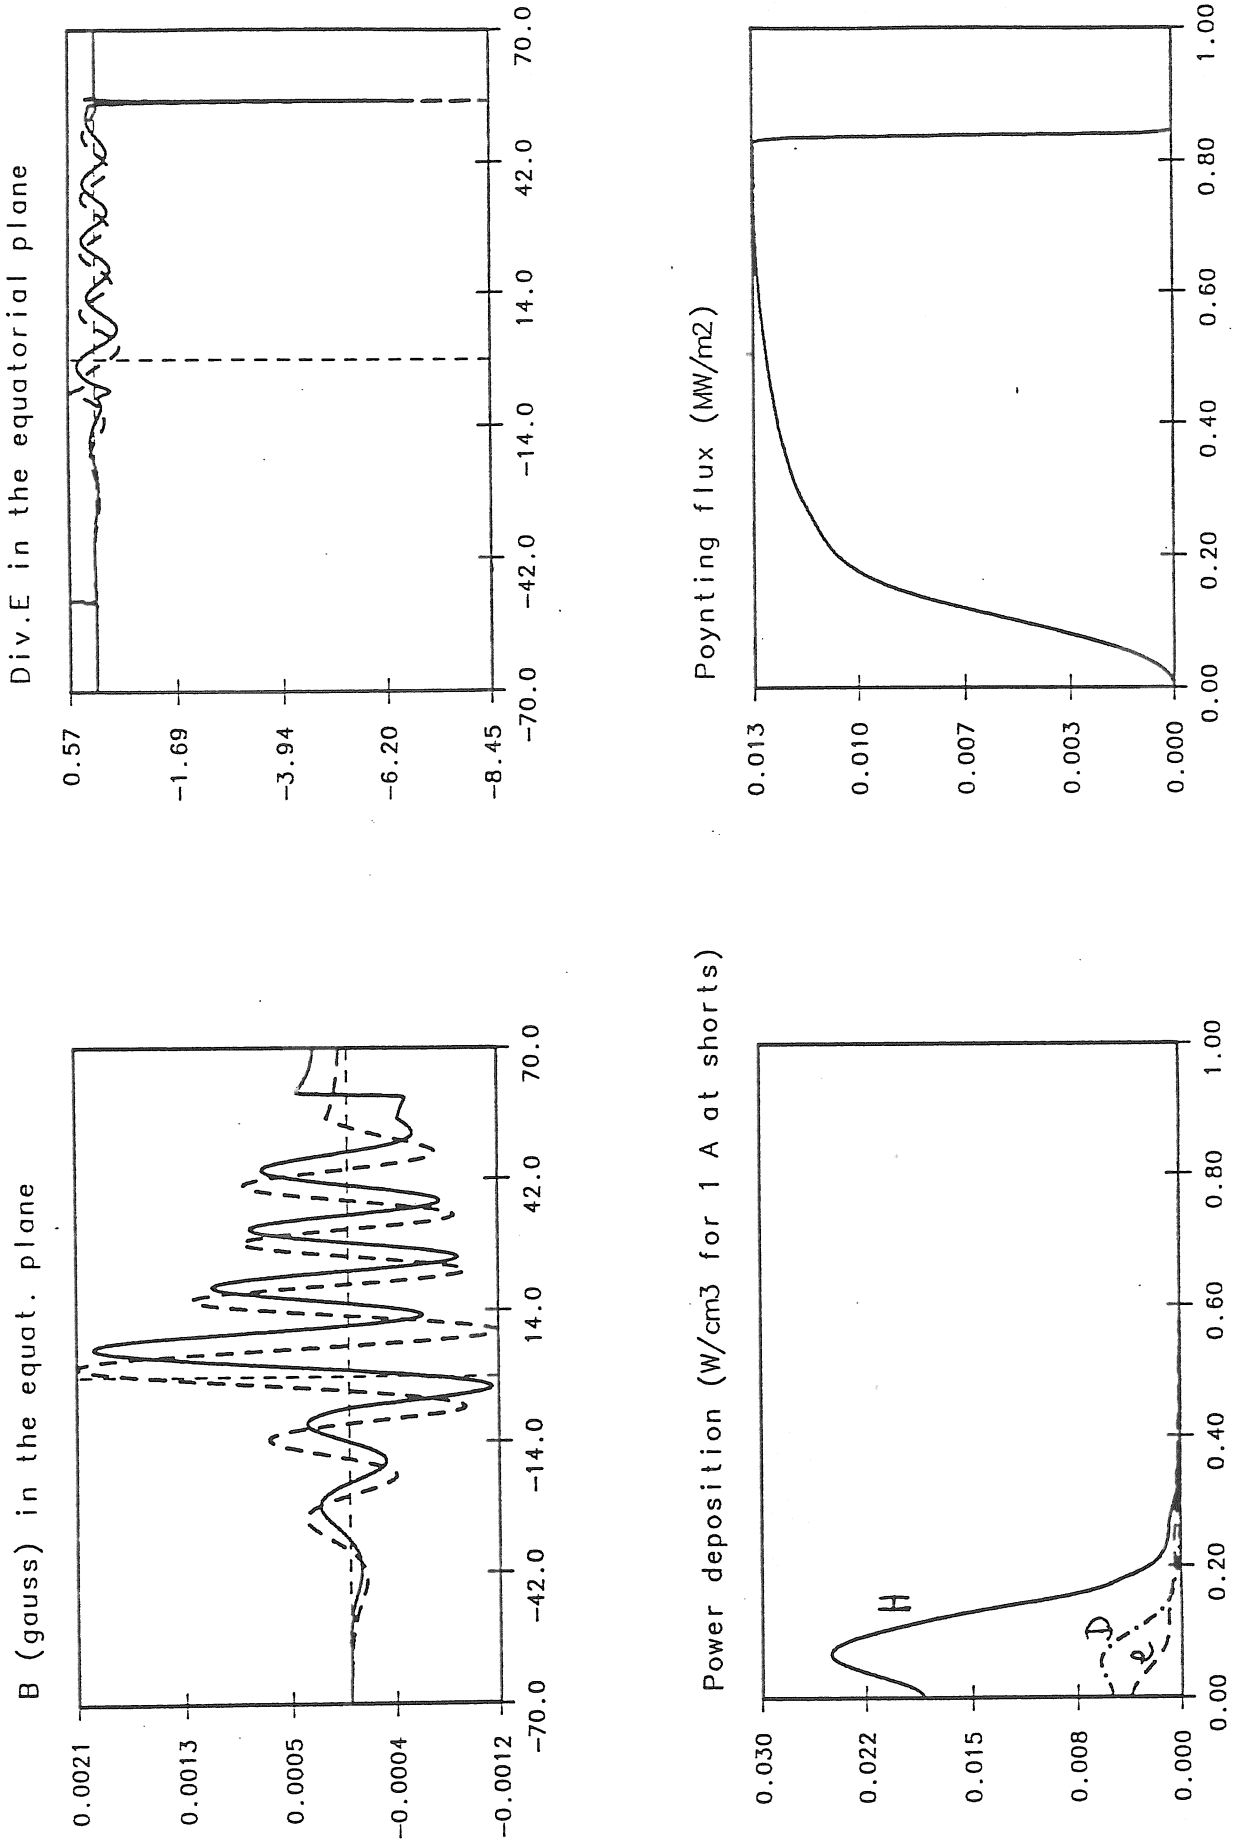 B (gauss) in the equat. plane
0.0021
0.0013
0.0005
-0.0004
-0.0012
-70.0 -42.0 -14.0 14.0 42.0 70.0
Div.E in the equatorial plane
0.57
-1.69
-3.94
-6.20
-8.45
-70.0 -42.0 -14.0 14.0 42.0 70.0
Power deposition (W/cm3 for 1 A at shorts)
0.030
0.022
0.015
0.008
0.000
H
D
e
0.00 0.20 0.40 0.60 0.80 1.00
Poynting flux (MW/m2)
0.013
0.010
0.007
0.003
0.000
0.00 0.20 0.40 0.60 0.80 1.00